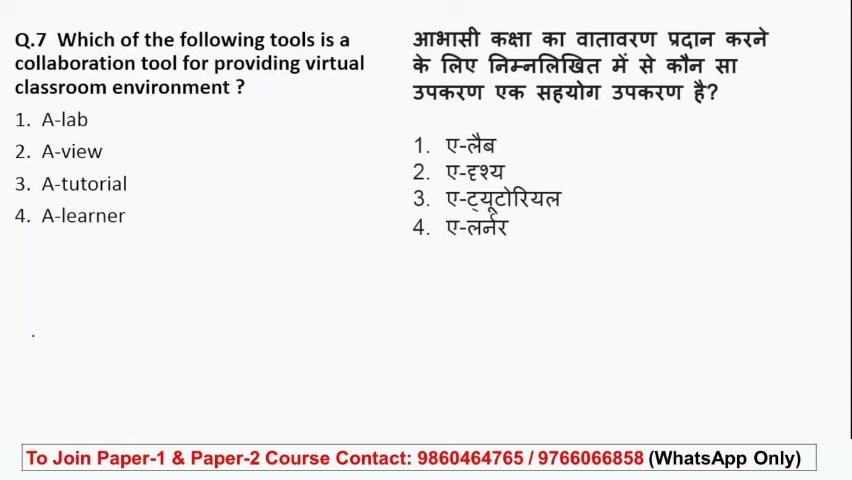 Q.7 Which of the following tools is a
collaboration tool for providing virtual
classroom environment ?
1. A-lab
2. A-view
3. A-tutorial
4. A-learner
आभासी कक्षा का वातावरण प्रदान करने
के लिए निम्नलिखित में से कौन सा
उपकरण एक सहयोग उपकरण है?
1. ए-लैब
2. ए-दृश्य
3. ए-ट्यूटोरियल
4. ए-लर्नर
To Join Paper-1 & Paper-2 Course Contact: 9860464765 / 9766066858 (WhatsApp Only)